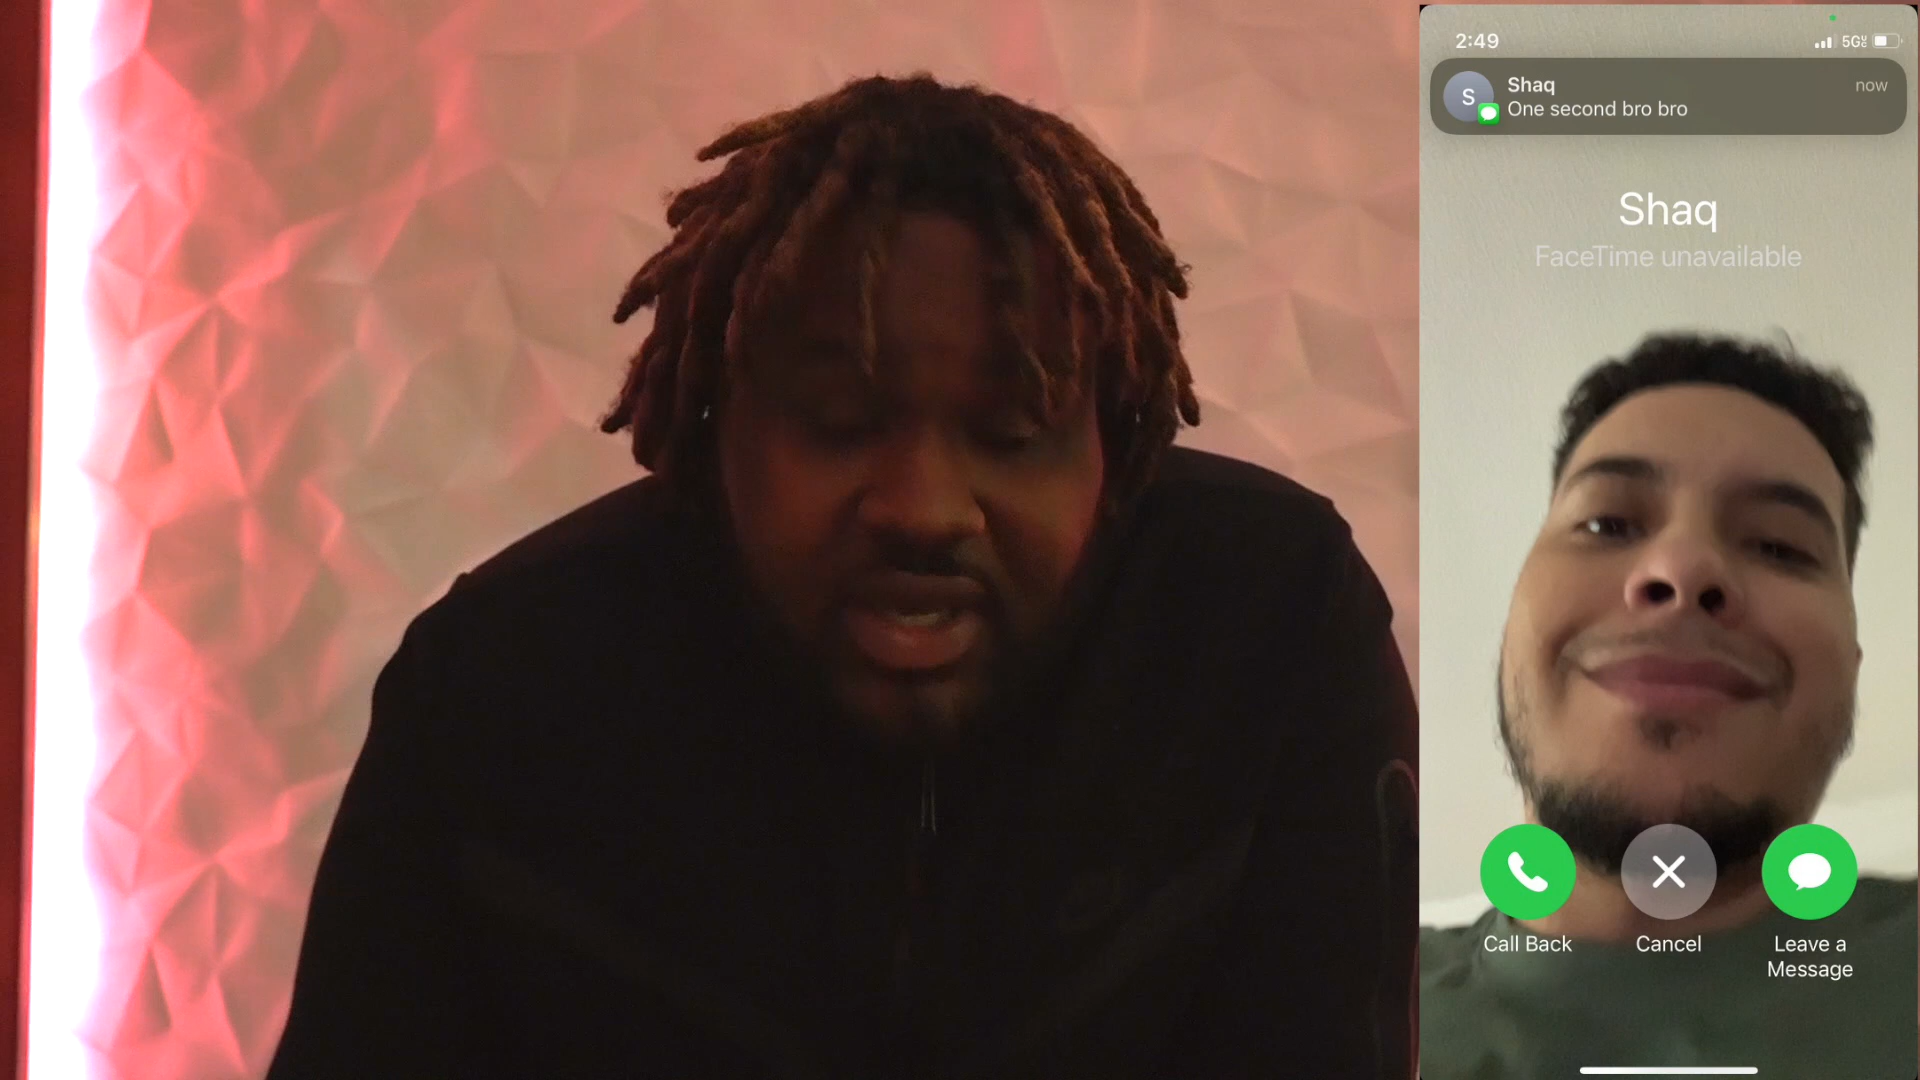 2:49
5G
Shaq
now
S
One second bro bro
Shaq
FaceTime unavailable
Call Back
Cancel
Leave a
Message